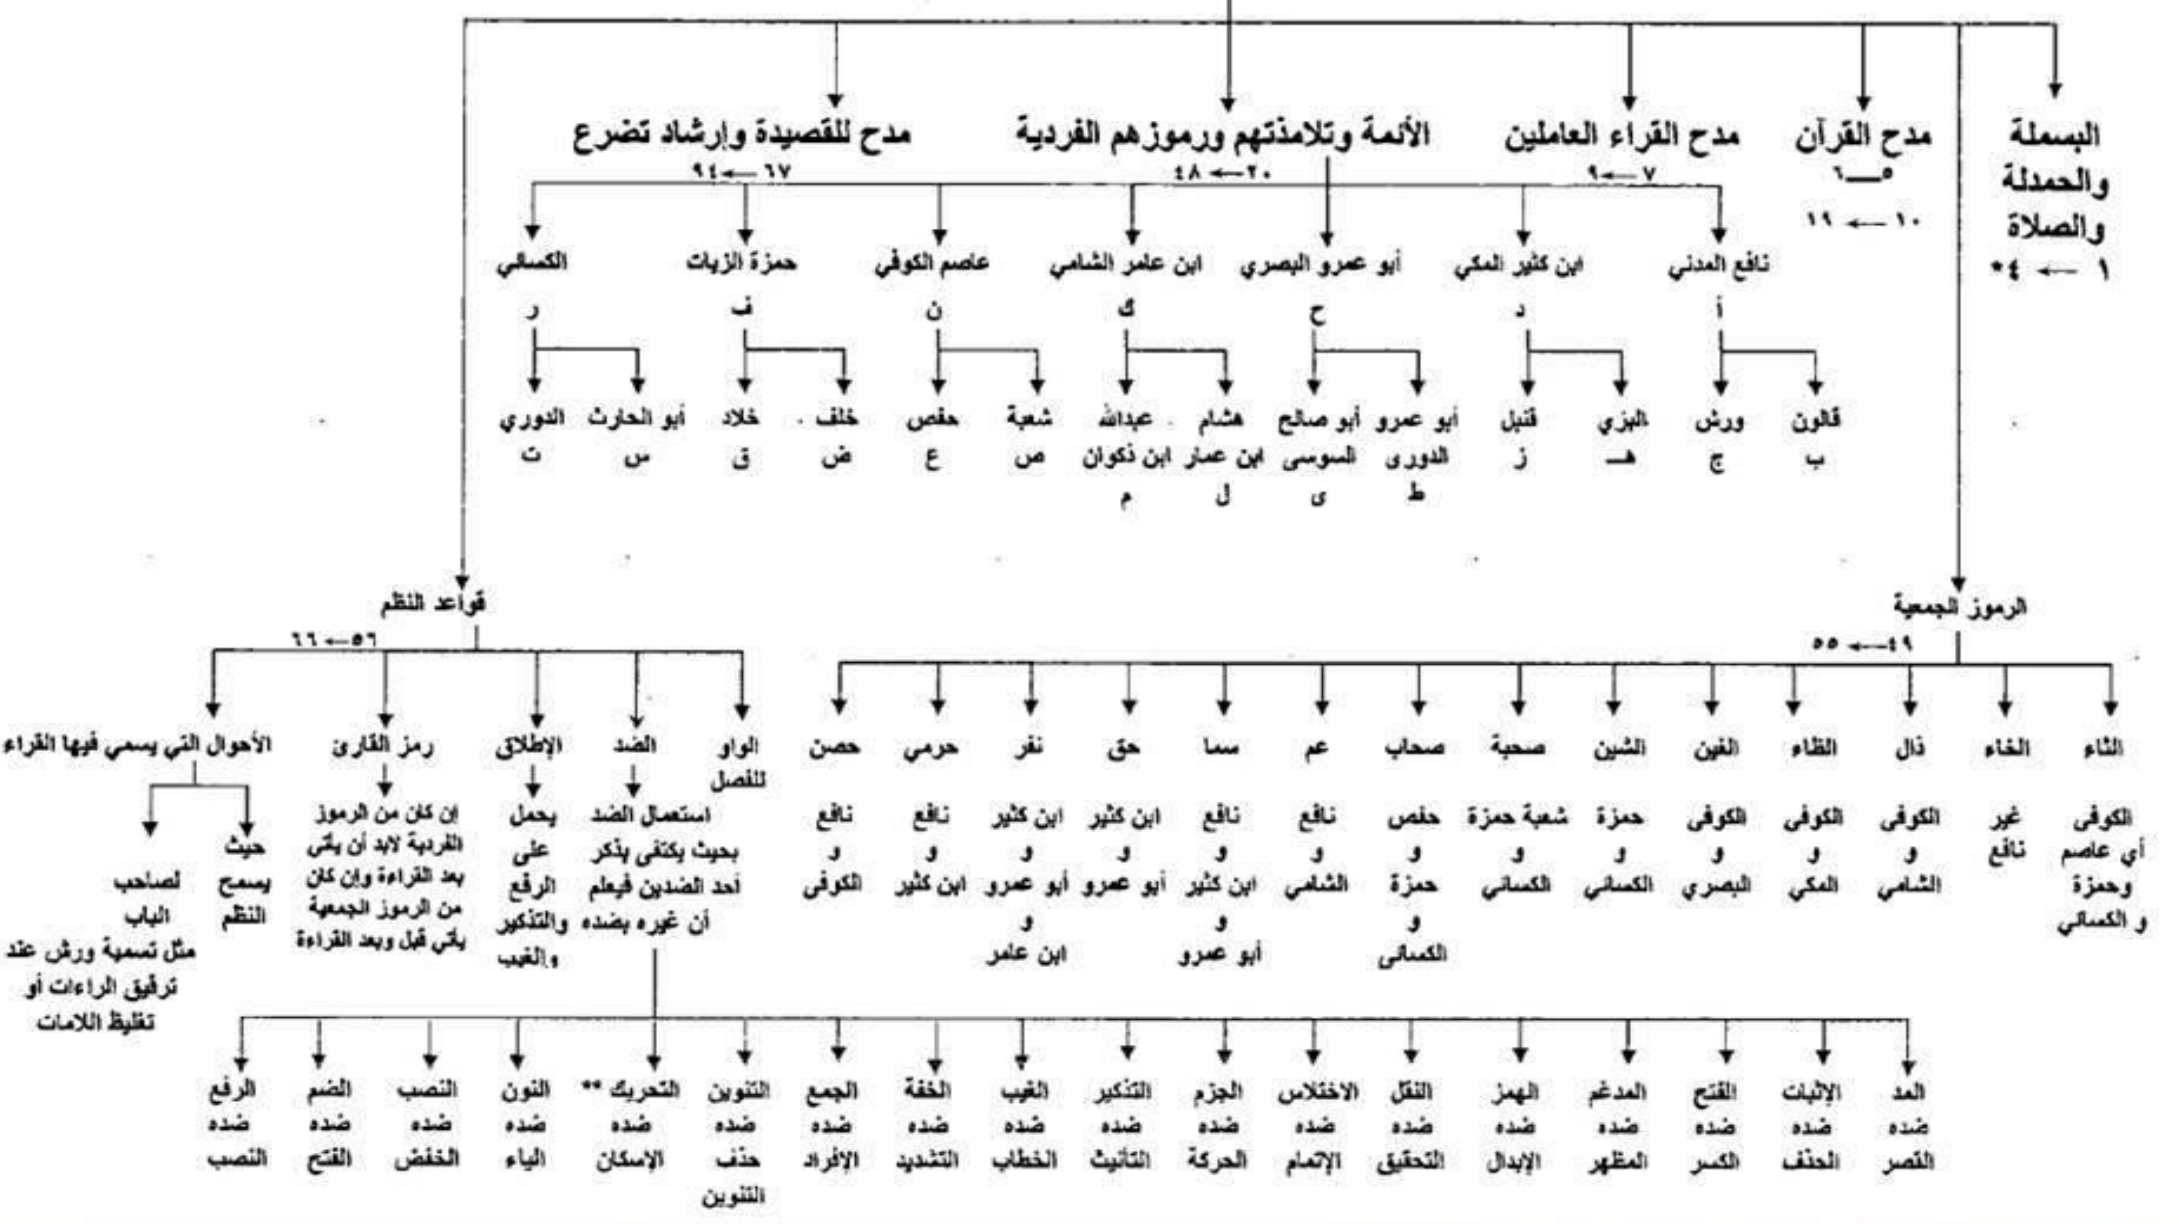 البسملة
والحمدلة
والصلاة
١ ← ٤*
مدح القرآن
٥ — ٦
١٠ ← ١٩
مدح القراء العاملين
٧ ← ٩
الأئمة وتلامذتهم ورموزهم الفردية
٢٠ ← ٤٨
مدح للقصيدة وإرشاد تضرع
٦٧ ← ٩٤
نافع المدني
أ
ابن كثير المكي
د
أبو عمرو البصري
ح
ابن عامر الشامي
ك
عاصم الكوفي
ن
حمزة الزيات
ف
الكسائي
ر
قالون
ب
ورش
ج
البزي
هـ
قنبل
ز
أبو عمرو
الدورى
ط
أبو صالح
السوسى
ى
هشام
ابن عمار
ل
عبدالله
ابن ذكوان
م
شعبة
ص
حفص
ع
خلف
ض
خلاد
ق
أبو الحارث
س
الدوري
ت
الرموز الجمعية
٤٩ ← ٥٥
الثاء
الكوفى
أي عاصم
وحمزة
و الكسائي
الخاء
غير
نافع
ذال
الكوفى
و
الشامي
الظاء
الكوفى
و
المكي
الغين
الكوفى
و
البصري
الشين
حمزة
و
الكسائي
صحبة
شعبة حمزة
و
الكسائي
صحاب
حفص
و
حمزة
و
الكسائى
عم
نافع
و
الشامي
سما
نافع
و
ابن كثير
و
أبو عمرو
حق
ابن كثير
و
أبو عمرو
نفر
ابن كثير
و
أبو عمرو
و
ابن عامر
حرمي
نافع
و
ابن كثير
حصن
نافع
و
الكوفى
قواعد النظم
٥٦ ← ٦٦
الواو
للفصل
الضد
استعمال الضد
بحيث يكتفى بذكر
أحد الضدين فيعلم
أن غيره بضده
الإطلاق
يحمل
على
الرفع
والتذكير
والغيب
رمز القارئ
إن كان من الرموز
الفردية لابد أن يأتي
بعد القراءة وإن كان
من الرموز الجمعية
يأتي قبل وبعد القراءة
الأحوال التي يسمي فيها القراء
حيث
يسمح
النظم
لصاحب
الباب
مثل تسمية ورش عند
ترقيق الراءات أو
تغليظ اللامات
المد
ضده
القصر
الإثبات
ضده
الحذف
الفتح
ضده
الكسر
المدغم
ضده
المظهر
الهمز
ضده
الإبدال
النقل
ضده
التحقيق
الاختلاس
ضده
الإتمام
الجزم
ضده
الحركة
التذكير
ضده
التأنيث
الغيب
ضده
الخطاب
الخفة
ضده
التشديد
الجمع
ضده
الإفراد
التنوين
ضده
حذف
التنوين
التحريك **
ضده
الإسكان
النون
ضده
الياء
النصب
ضده
الخفض
الضم
ضده
الفتح
الرفع
ضده
النصب